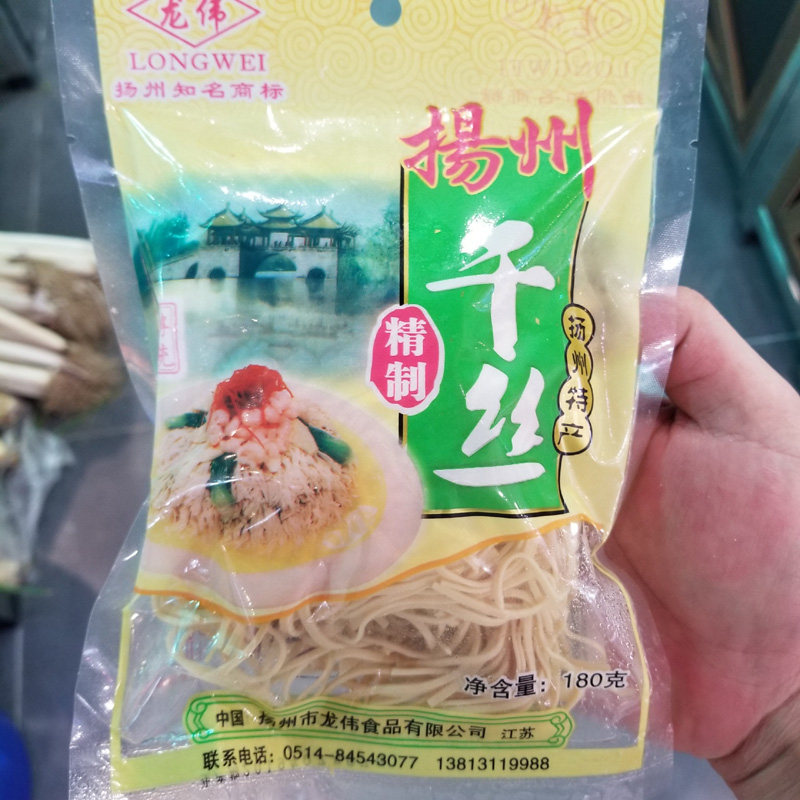 龙伟
LONGWEI
扬州知名商标
揚州
千丝
精制
扬州特产
净含量：180克
中国 扬州市龙伟食品有限公司 江苏
联系电话：0514-84543077 13813119988